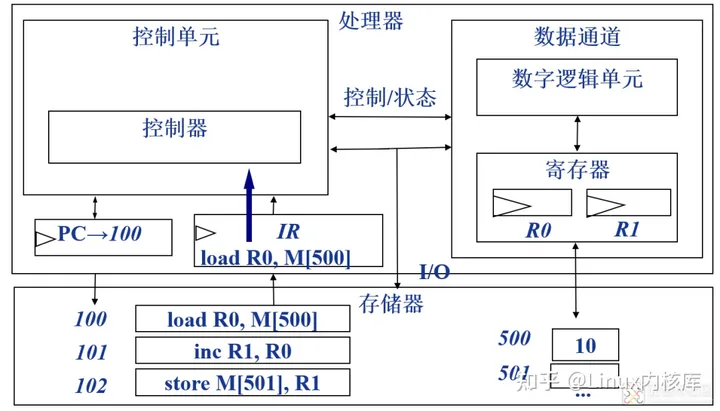 处理器
控制单元
数据通道
数字逻辑单元
控制/状态
控制器
寄存器
R0 R1
PC→100
IR
load R0, M[500]
I/O
存储器
100 load R0, M[500]
500 10
101 inc R1, R0
501
102 store M[501], R1
...
知乎 @Linux内核库